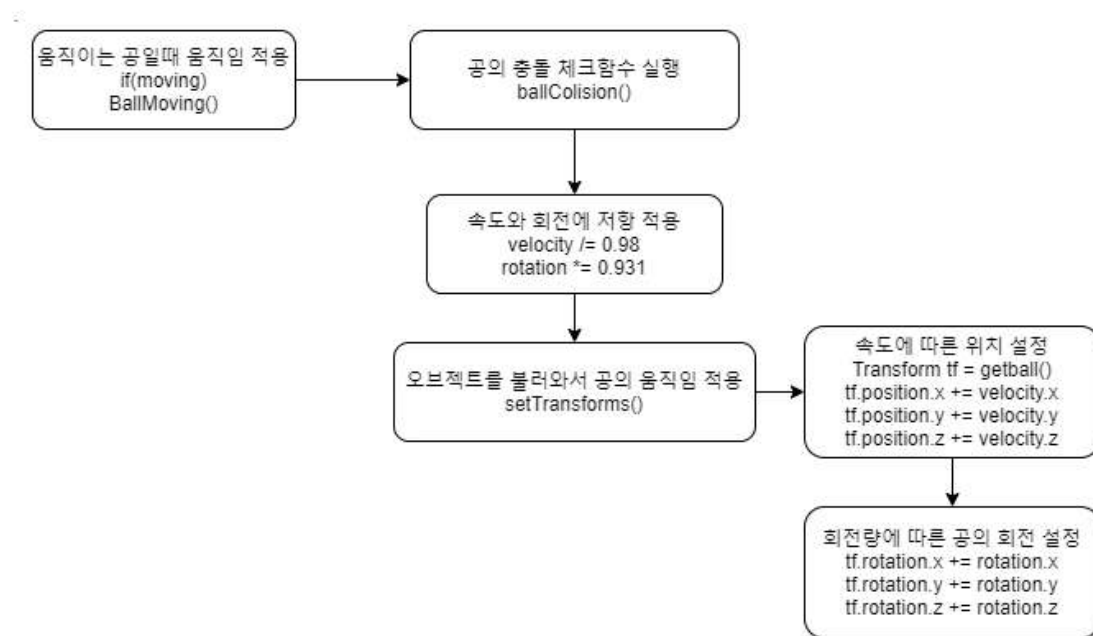 움직이는 공일때 움직임 적용
if(moving)
BallMoving()
공의 충돌 체크함수 실행
ballColision()
속도와 회전에 저항 적용
velocity /= 0.98
rotation *= 0.931
오브젝트를 불러와서 공의 움직임 적용
setTransforms()
속도에 따른 위치 설정
Transform tf = getball()
tf.position.x += velocity.x
tf.position.y += velocity.y
tf.position.z += velocity.z
회전량에 따른 공의 회전 설정
tf.rotation.x += rotation.x
tf.rotation.y += rotation.y
tf.rotation.z += rotation.z